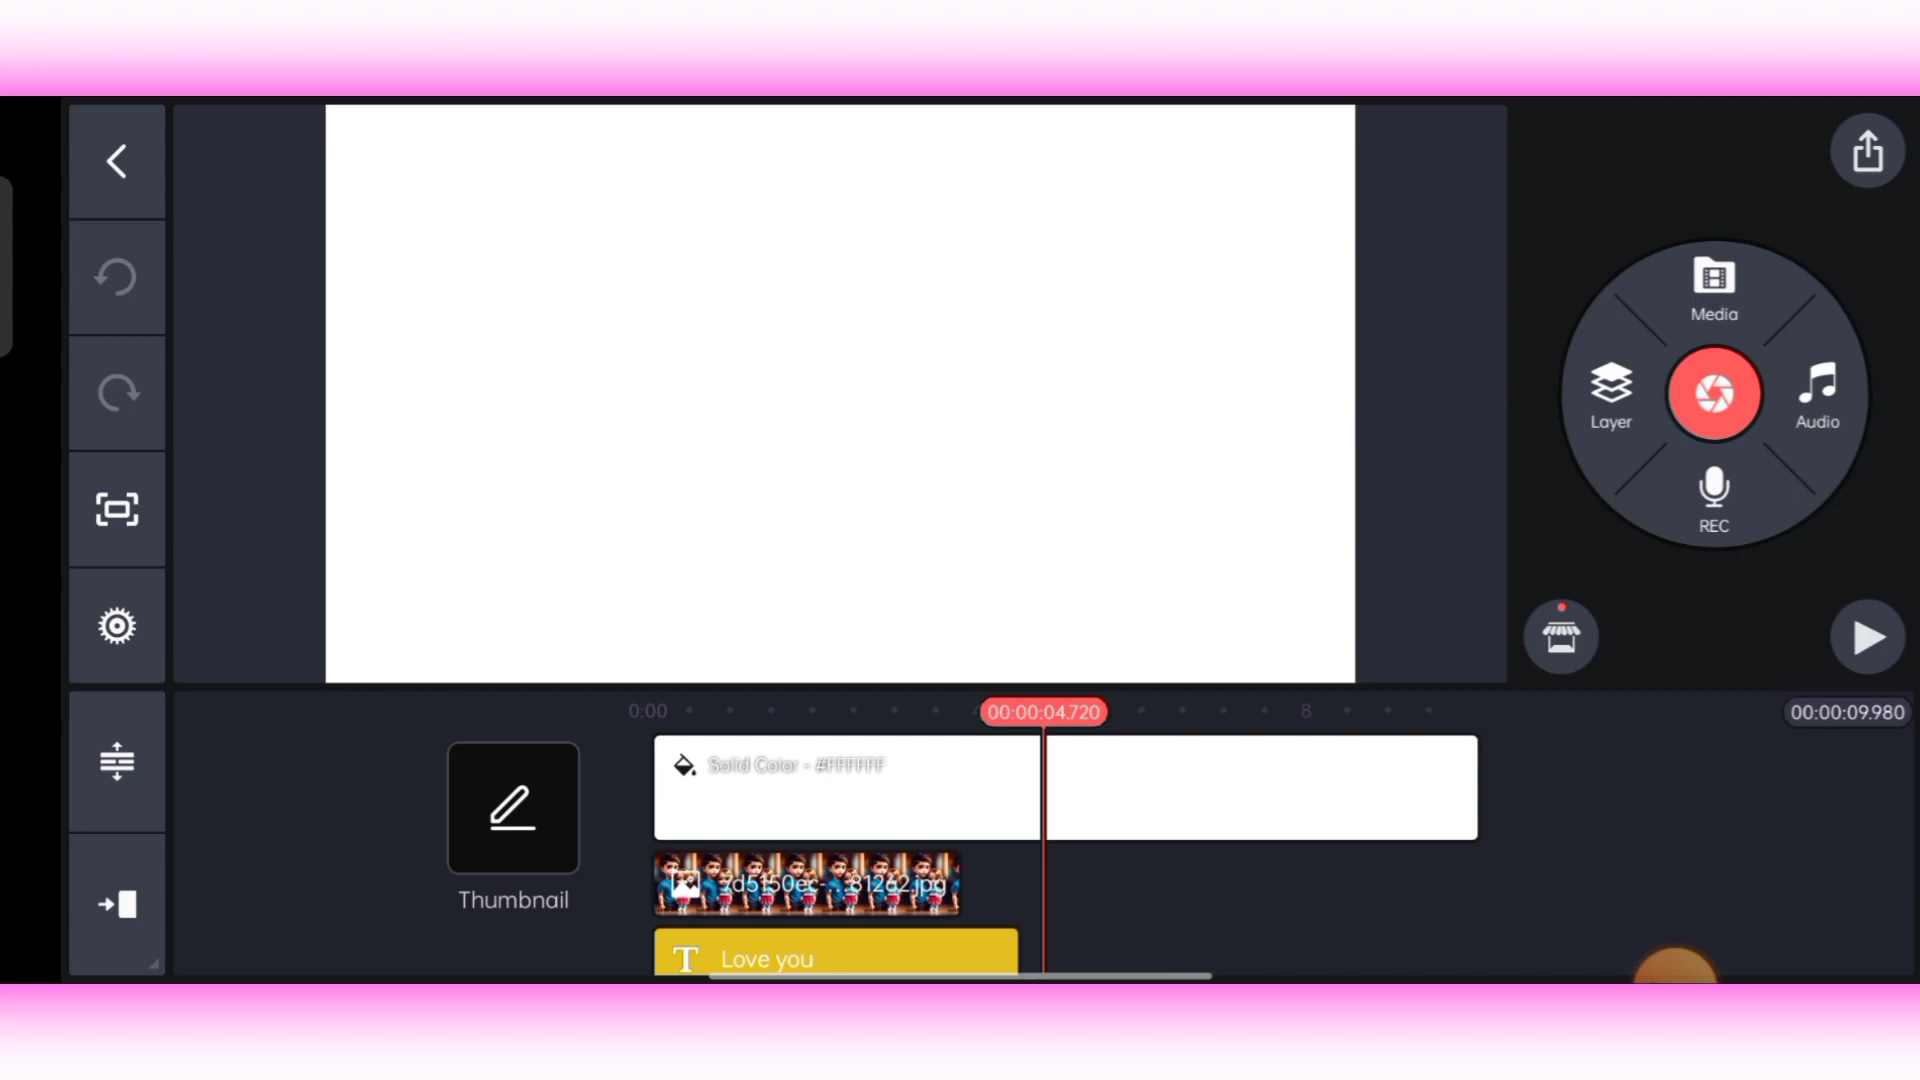 Media
Layer
Audio
REC
0:00
00:00:04.720
8
00:00:09.980
Solid Color - #FFFFFF
7d5150ec-...81262.jpg
Thumbnail
T Love you